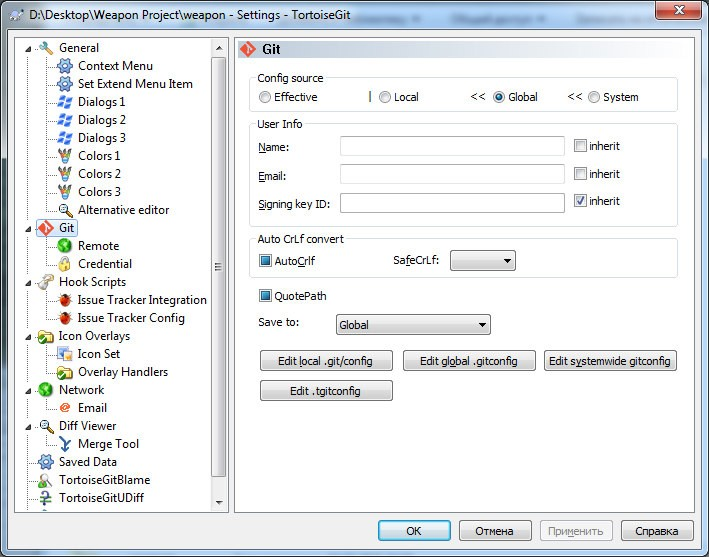 D:\Desktop\Weapon Project\weapon - Settings - TortoiseGit
General
Context Menu
Set Extend Menu Item
Dialogs 1
Dialogs 2
Dialogs 3
Colors 1
Colors 2
Colors 3
Alternative editor
Git
Remote
Credential
Hook Scripts
Issue Tracker Integration
Issue Tracker Config
Icon Overlays
Icon Set
Overlay Handlers
Network
Email
Diff Viewer
Merge Tool
Saved Data
TortoiseGitBlame
TortoiseGitUDiff
Git
Config source
Effective | Local << Global << System
User Info
Name: inherit
Email: inherit
Signing key ID: inherit
Auto CrLf convert
AutoCrlf SafeCrLf:
QuotePath
Save to: Global
Edit local .git/config Edit global .gitconfig Edit systemwide gitconfig
Edit .tgitconfig
OK Отмена Применить Справка